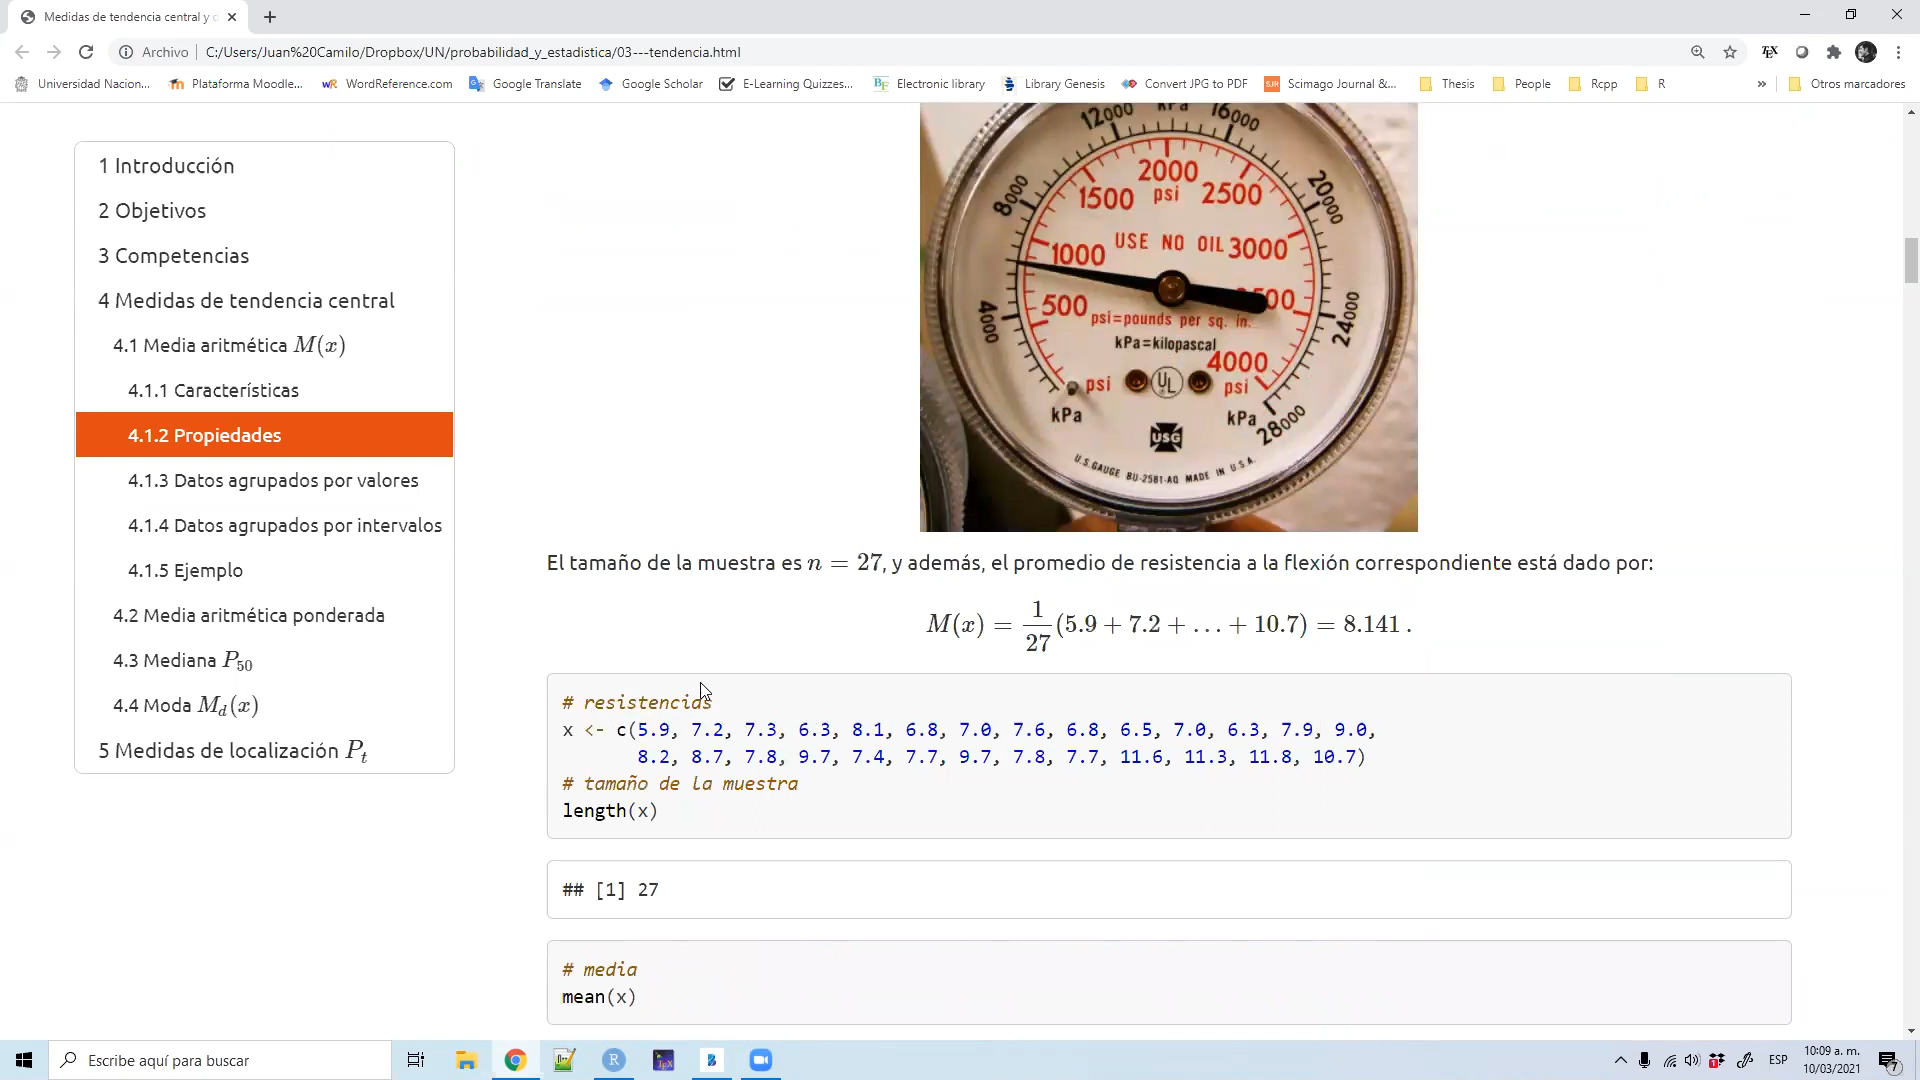 Medidas de tendencia central y
Archivo
C:/Users/Juan%20Camilo/Dropbox/UN/probabilidad_y_estadistica/03---tendencia.html
Universidad Nacion... Plataforma Moodle... WordReference.com Google Translate Google Scholar E-Learning Quizzes... Electronic library Library Genesis Convert JPG to PDF Scimago Journal &... Thesis People Rcpp R » Otros marcadores
1 Introducción
2 Objetivos
3 Competencias
4 Medidas de tendencia central
4.1 Media aritmética M(x)
4.1.1 Características
4.1.2 Propiedades
4.1.3 Datos agrupados por valores
4.1.4 Datos agrupados por intervalos
4.1.5 Ejemplo
4.2 Media aritmética ponderada
4.3 Mediana P50
4.4 Moda Md(x)
5 Medidas de localización Pt
12000 kPa 16000
2000
1500 psi 2500
8000 20000
USE NO OIL
1000 3000
500
4000 24000
psi=pounds per sq. in.
kPa=kilopascal
4000
psi UL psi
kPa kPa
28000
USG
U.S. GAUGE BU-2581-AQ MADE IN U.S.A.
El tamaño de la muestra es n = 27, y además, el promedio de resistencia a la flexión correspondiente está dado por:
M(x) = 1/27 (5.9 + 7.2 + ... + 10.7) = 8.141 .
# resistencias
x <- c(5.9, 7.2, 7.3, 6.3, 8.1, 6.8, 7.0, 7.6, 6.8, 6.5, 7.0, 6.3, 7.9, 9.0,
8.2, 8.7, 7.8, 9.7, 7.4, 7.7, 9.7, 7.8, 7.7, 11.6, 11.3, 11.8, 10.7)
# tamaño de la muestra
length(x)
## [1] 27
# media
mean(x)
Escribe aquí para buscar
ESP
10:09 a. m.
10/03/2021
7